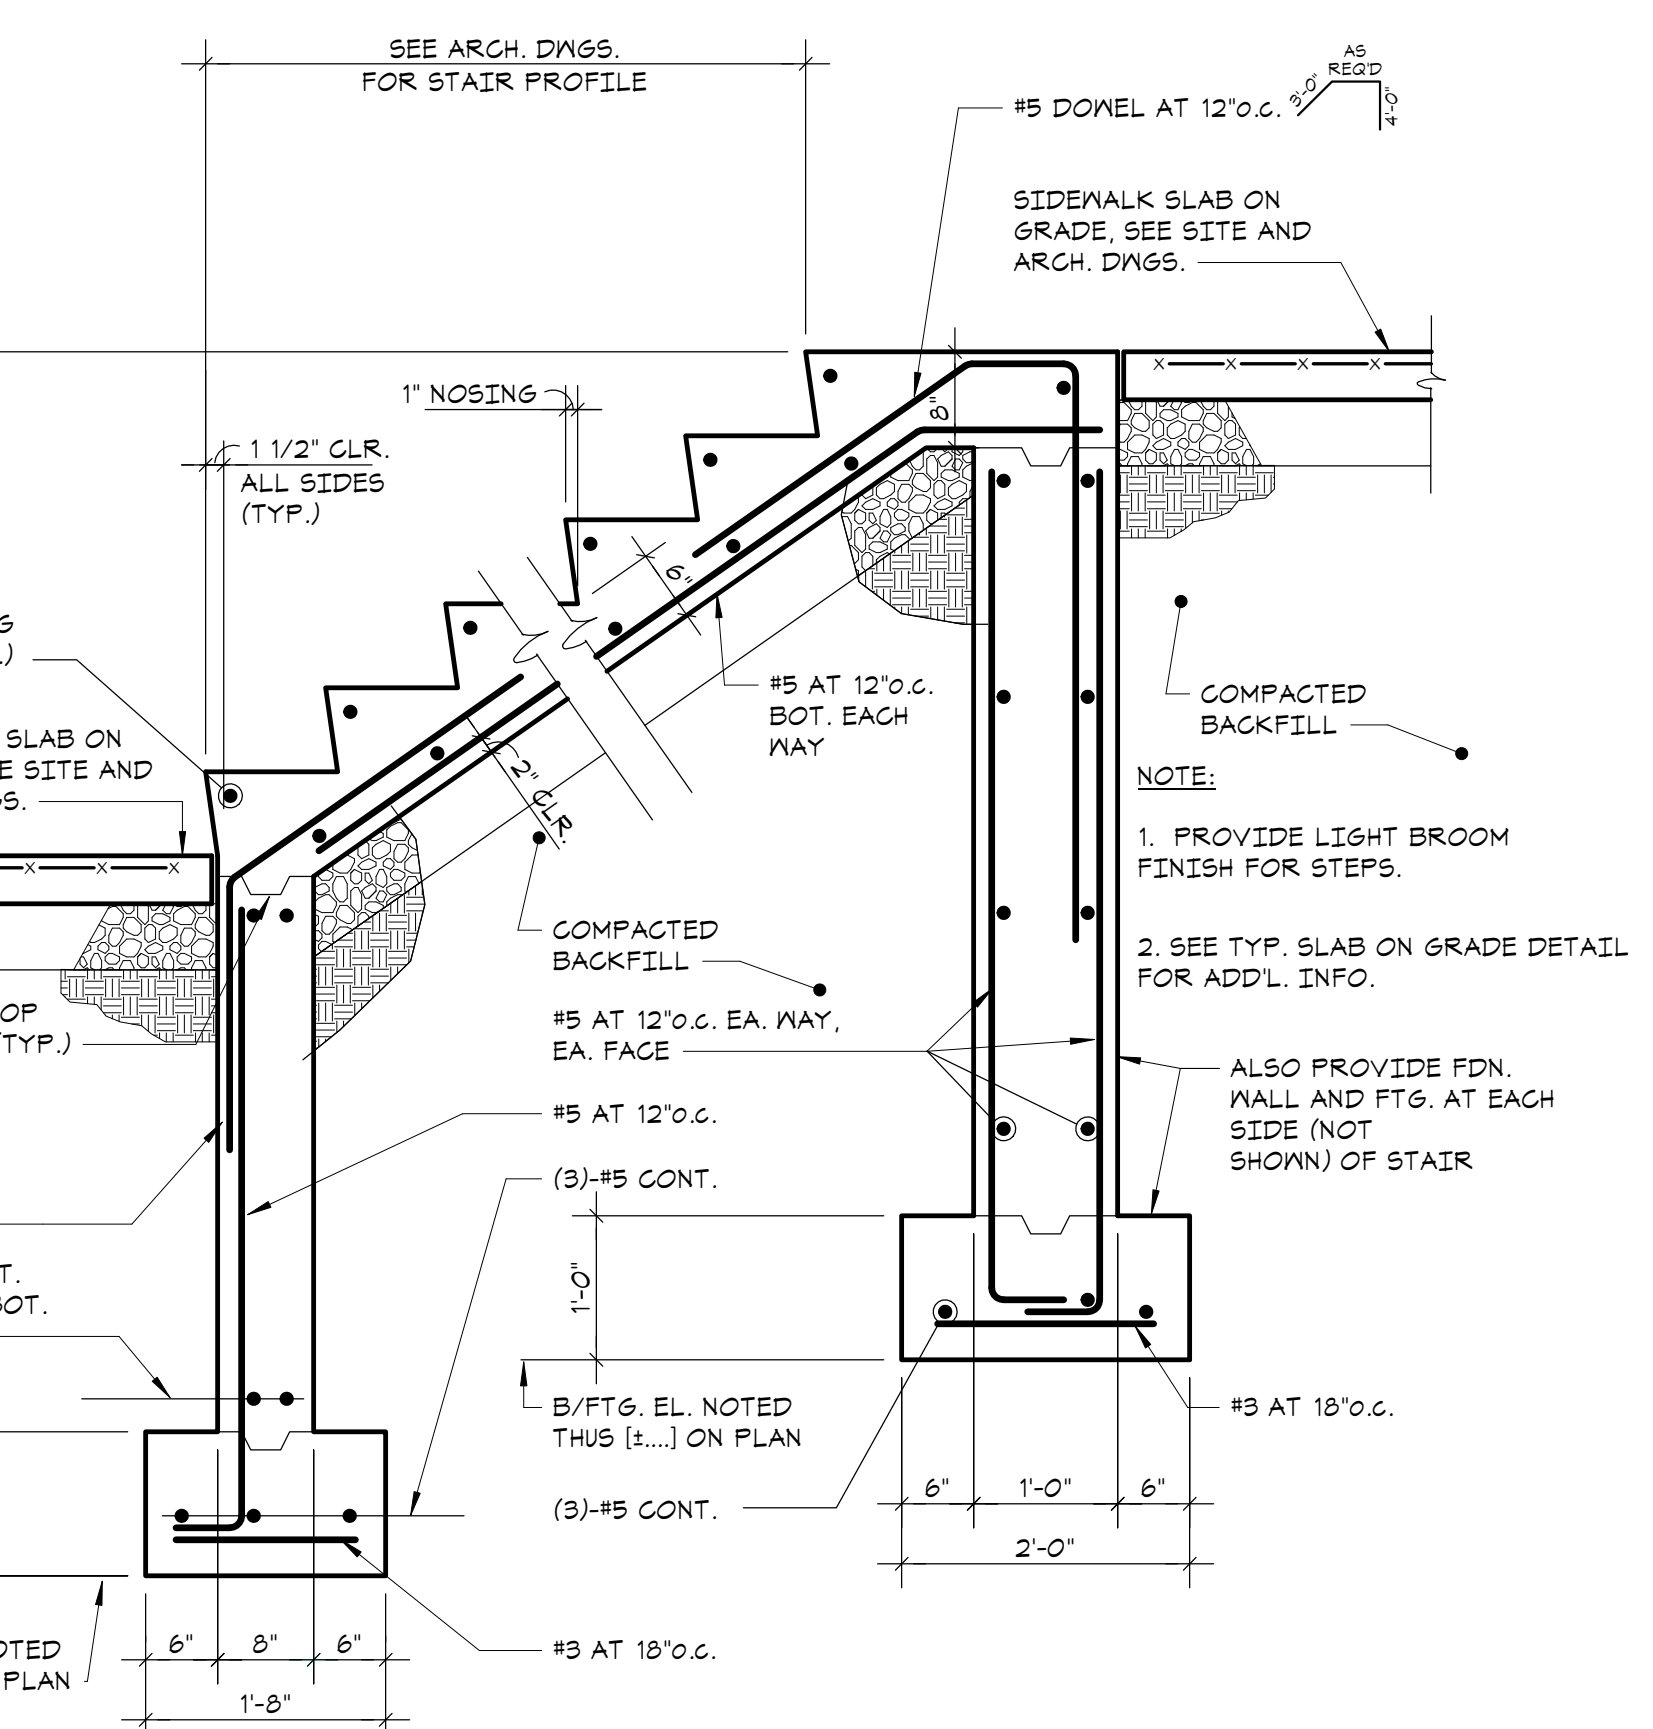 SEE ARCH. DWGS.
FOR STAIR PROFILE
AS
REQ'D
3'-0"
4'-0"
#5 DOWEL AT 12"o.c.
SIDEWALK SLAB ON
GRADE, SEE SITE AND
ARCH. DWGS.
1" NOSING
8"
1 1/2" CLR.
ALL SIDES
(TYP.)
6"
#5 AT 12"o.c.
BOT. EACH
WAY
COMPACTED
BACKFILL
SLAB ON
SITE AND
2" CLR.
NOTE:
1. PROVIDE LIGHT BROOM
FINISH FOR STEPS.
2. SEE TYP. SLAB ON GRADE DETAIL
FOR ADD'L. INFO.
COMPACTED
BACKFILL
TYP.)
#5 AT 12"o.c. EA. WAY,
EA. FACE
ALSO PROVIDE FDN.
WALL AND FTG. AT EACH
SIDE (NOT
SHOWN) OF STAIR
#5 AT 12"o.c.
(3)-#5 CONT.
1'-0"
B/FTG. EL. NOTED
THUS [±....] ON PLAN
#3 AT 18"o.c.
(3)-#5 CONT.
6" 1'-0" 6"
2'-0"
#3 AT 18"o.c.
PLAN
6" 8" 6"
1'-8"